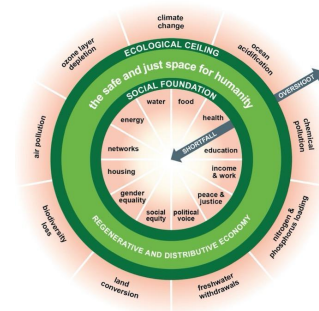 climate
change
ocean
acidification
chemical
pollution
nitrogen &
phosphorus loading
freshwater
withdrawals
land
conversion
biodiversity
loss
air pollution
ozone layer
depletion
ECOLOGICAL CEILING
the safe and just space for humanity
SOCIAL FOUNDATION
OVERSHOOT
SHORTFALL
water
food
health
education
income
& work
peace &
justice
political
voice
social
equity
gender
equality
housing
networks
energy
REGENERATIVE AND DISTRIBUTIVE ECONOMY